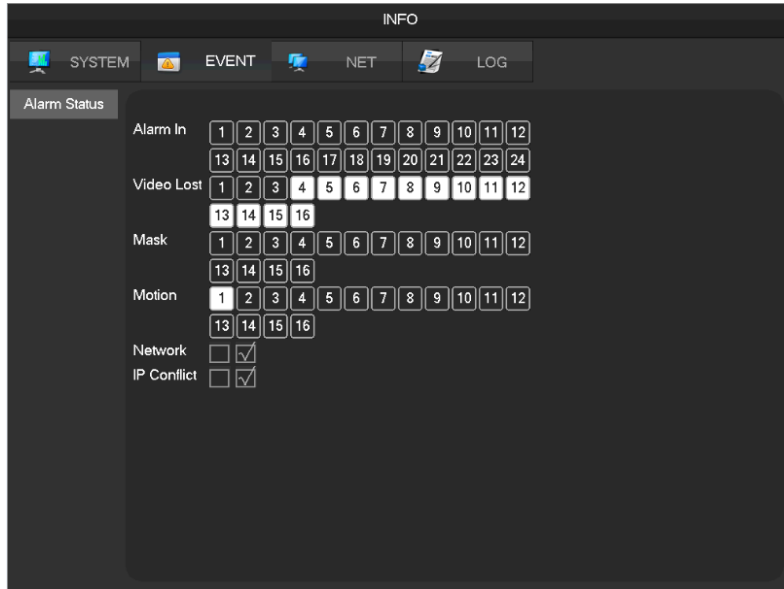 INFO
SYSTEM EVENT NET LOG
Alarm Status
Alarm In 1 2 3 4 5 6 7 8 9 10 11 12
13 14 15 16 17 18 19 20 21 22 23 24
Video Lost 1 2 3 4 5 6 7 8 9 10 11 12
13 14 15 16
Mask 1 2 3 4 5 6 7 8 9 10 11 12
13 14 15 16
Motion 1 2 3 4 5 6 7 8 9 10 11 12
13 14 15 16
Network
IP Conflict